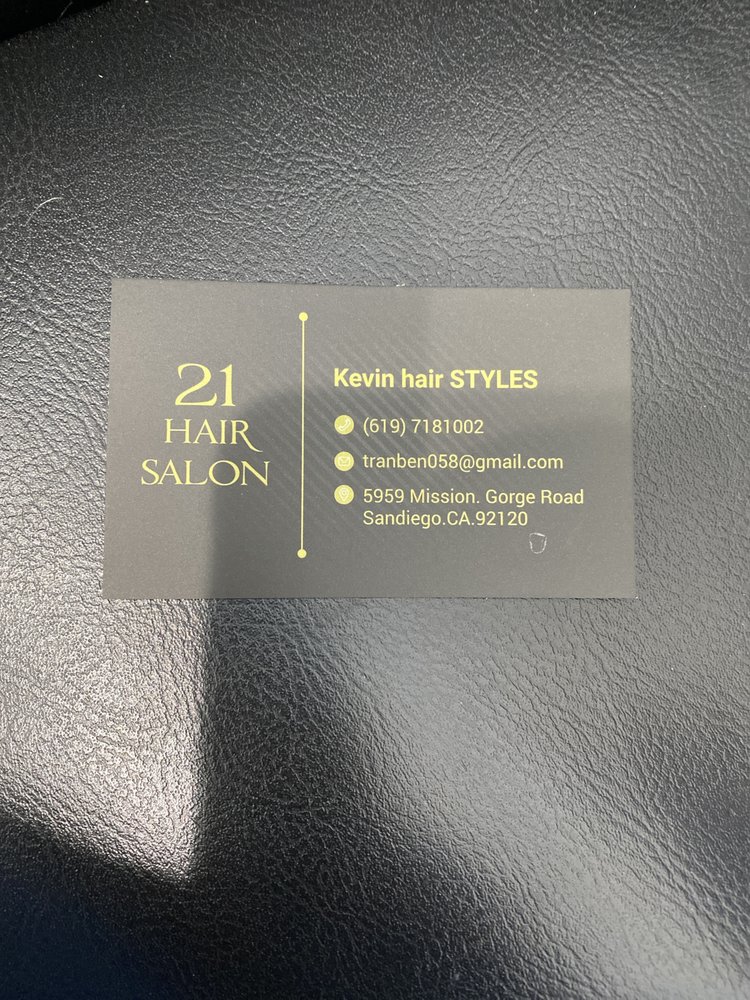 21
HAIR
SALON
Kevin hair STYLES
(619) 7181002
tranben058@gmail.com
5959 Mission. Gorge Road
Sandiego.CA.92120